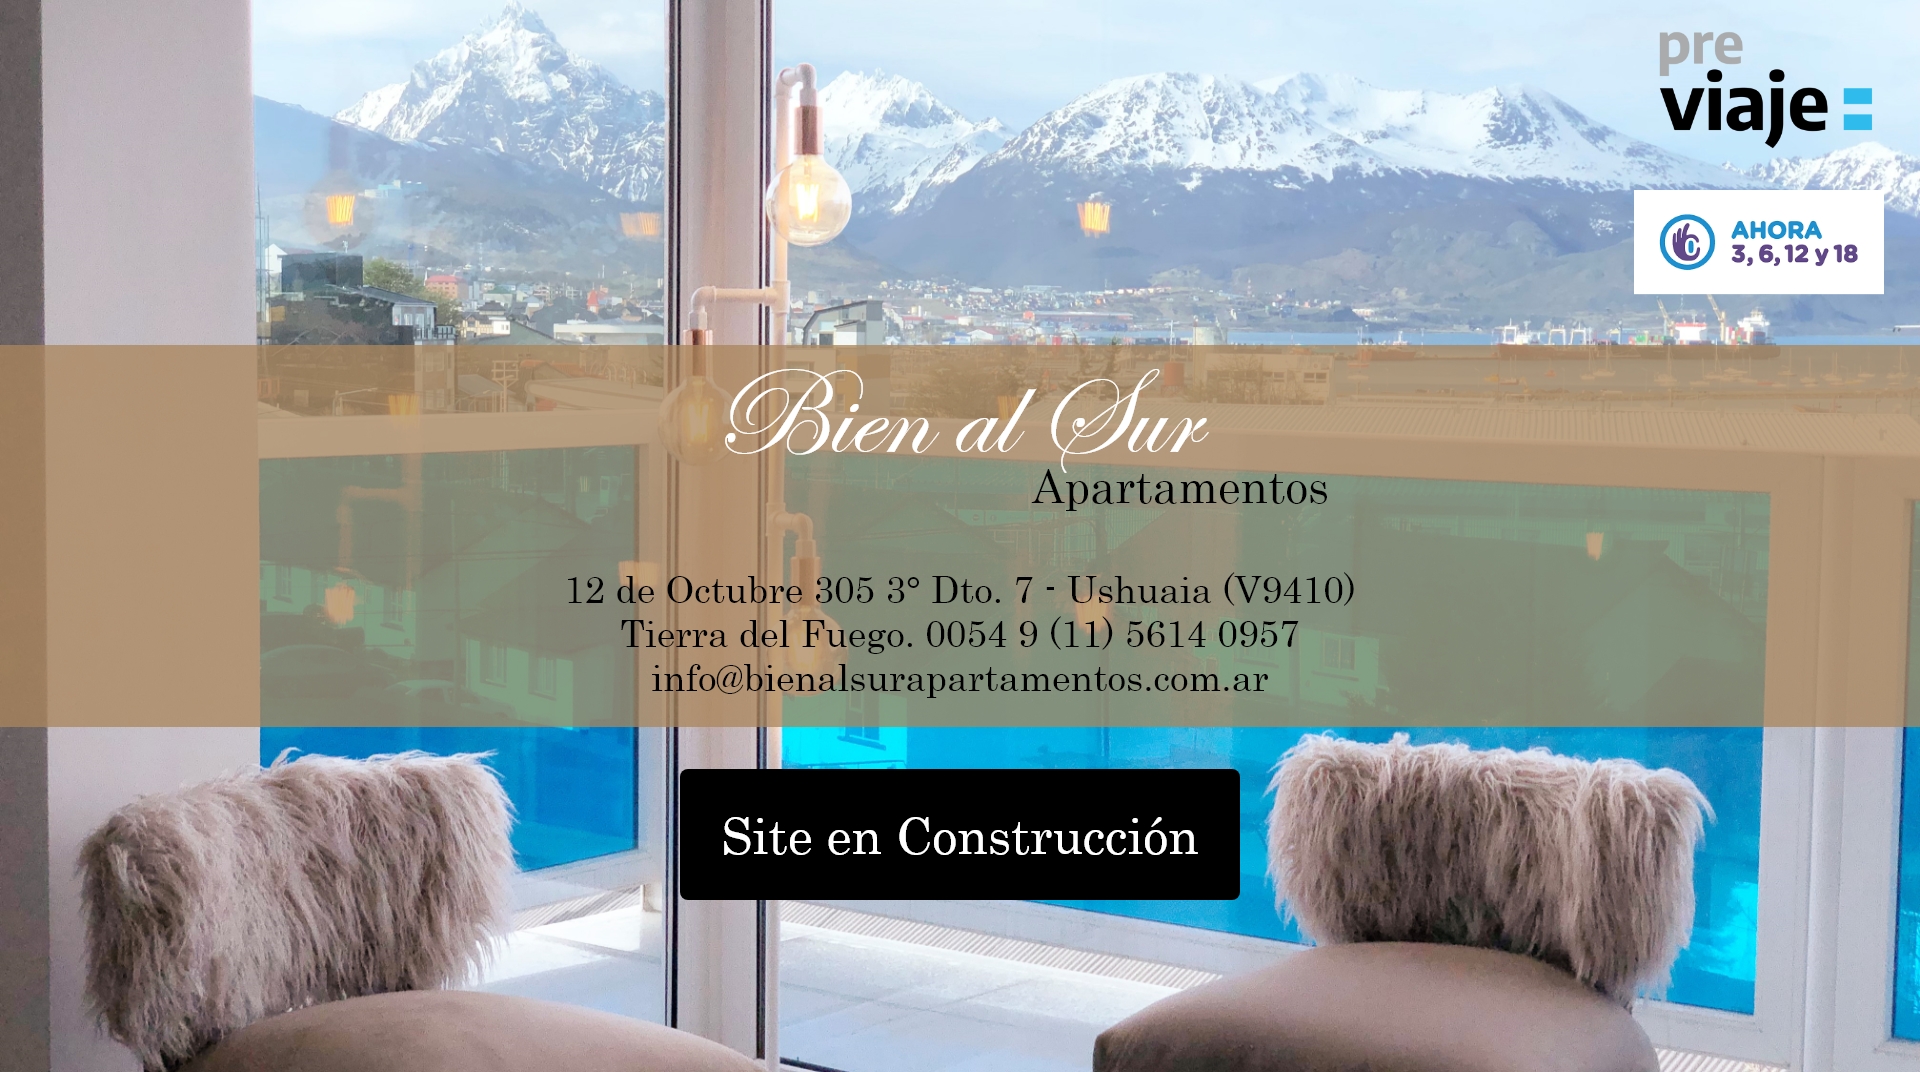 pre
viaje
AHORA
3, 6, 12 y 18
Bien al Sur
Apartamentos
12 de Octubre 305 3° Dto. 7 - Ushuaia (V9410)
Tierra del Fuego. 0054 9 (11) 5614 0957
info@bienalsurapartamentos.com.ar
Site en Construcción